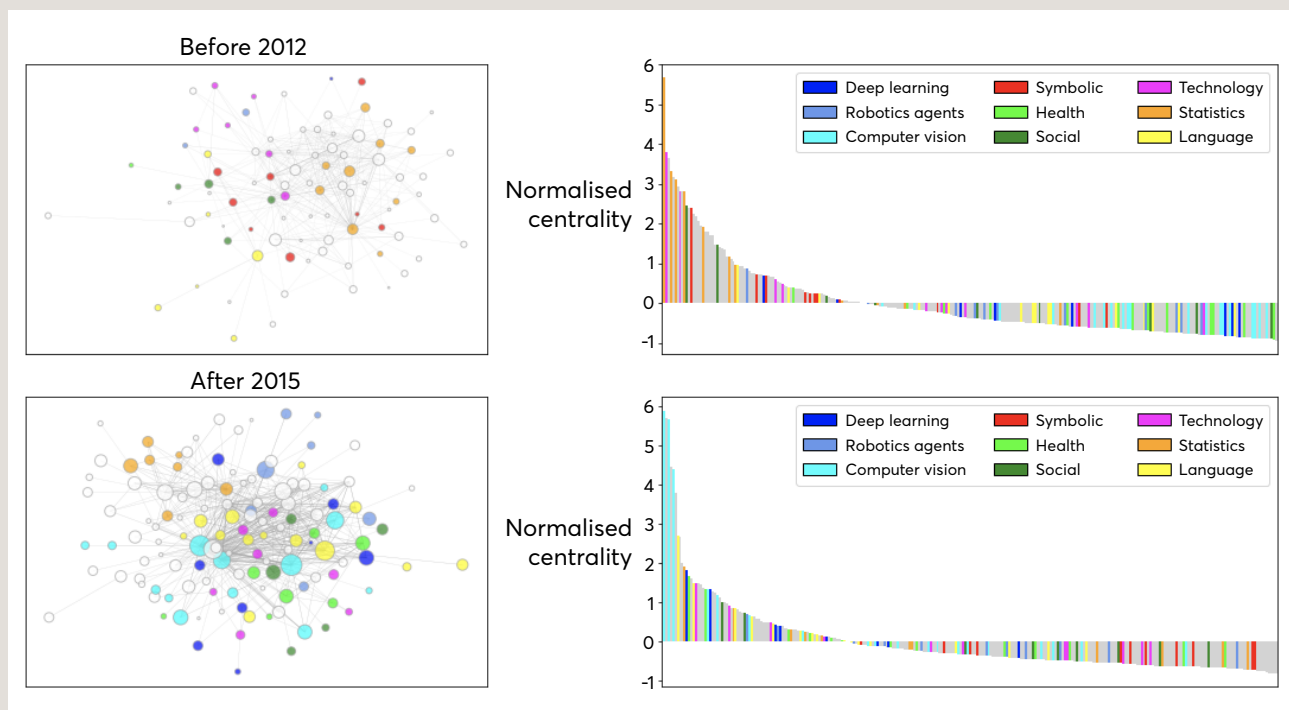 Before 2012
6
5
4
3
2
1
0
-1
Normalised
centrality
Deep learning
Symbolic
Technology
Robotics agents
Health
Statistics
Computer vision
Social
Language
After 2015
6
5
4
3
2
1
0
-1
Normalised
centrality
Deep learning
Symbolic
Technology
Robotics agents
Health
Statistics
Computer vision
Social
Language